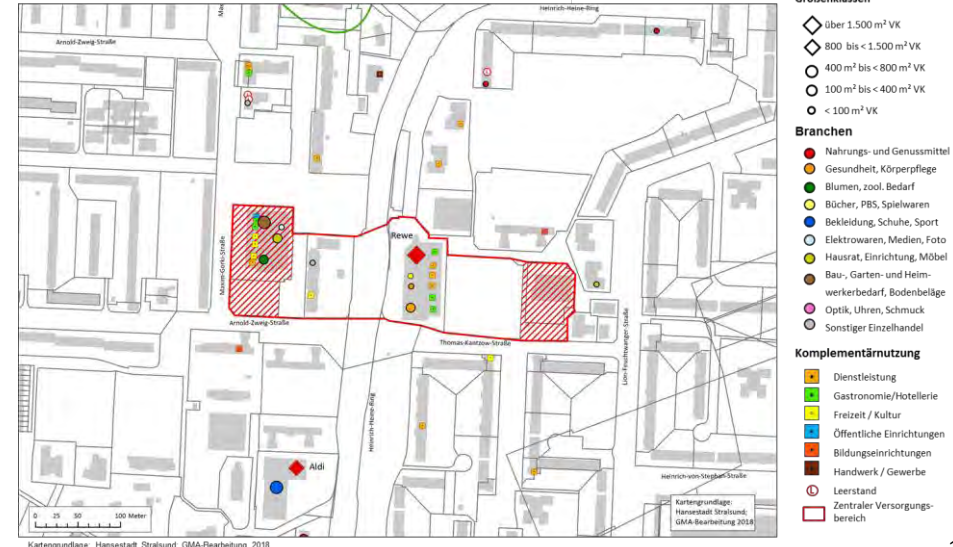 Größenklassen
über 1.500 m² VK
800 bis < 1.500 m² VK
400 m² bis < 800 m² VK
100 m² bis < 400 m² VK
< 100 m² VK
Branchen
Nahrungs- und Genussmittel
Gesundheit, Körperpflege
Blumen, zool. Bedarf
Bücher, PBS, Spielwaren
Bekleidung, Schuhe, Sport
Elektrowaren, Medien, Foto
Hausrat, Einrichtung, Möbel
Bau-, Garten- und Heim-
werkerbedarf, Bodenbeläge
Optik, Uhren, Schmuck
Sonstiger Einzelhandel
Komplementärnutzung
Dienstleistung
Gastronomie/Hotellerie
Freizeit / Kultur
Öffentliche Einrichtungen
Bildungseinrichtungen
Handwerk / Gewerbe
L Leerstand
Zentraler Versorgungs-
bereich
Heinrich-Heine-Ring
Arnold-Zweig-Straße
L
L
Rewe
Maxim-Gorki-Straße
Arnold-Zweig-Straße
Thomas-Kantzow-Straße
Lion-Feuchtwanger-Straße
Heinrich-Heine-Ring
Aldi
Heinrich-von-Stephan-Straße
0 25 50 100 Meter
Kartengrundlage:
Hansestadt Stralsund;
GMA-Bearbeitung 2018
Kartengrundlage: Hansestadt Stralsund; GMA-Bearbeitung 2018